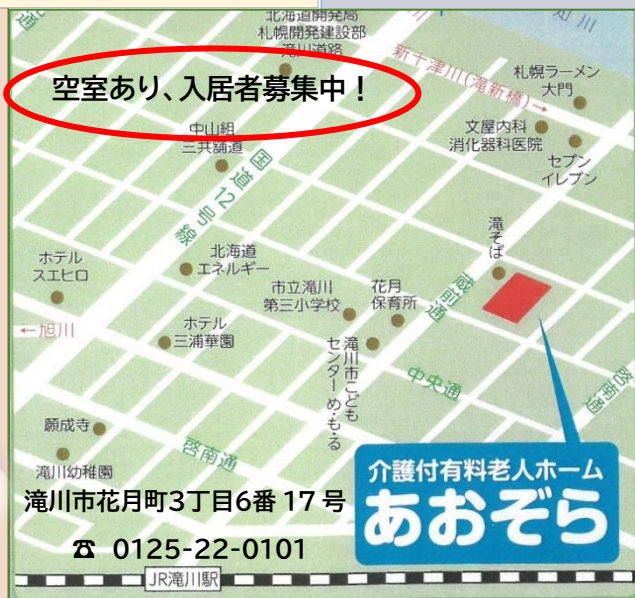 北海道開発局
札幌開発建設部
滝川道路
空室あり、入居者募集中！
新十津川(滝新橋)→
札幌ラーメン
大門
文屋内科
消化器科医院
セブン
イレブン
中山組
三共舗道
国道12号線
滝そば
ホテル
スエヒロ
北海道
エネルギー
市立滝川
第三小学校
花月
保育所
蔵前通
←旭川
ホテル
三浦華園
滝川市こども
センターめ・も・る
中央通
啓南通
願成寺
啓南通
滝川幼稚園
介護付有料老人ホーム
あおぞら
滝川市花月町3丁目6番 17号
☎ 0125-22-0101
JR滝川駅